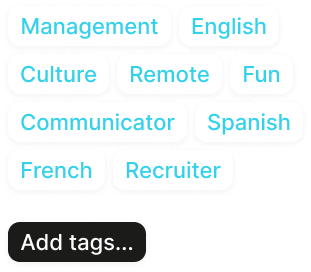 Management English
Culture Remote Fun
Communicator Spanish
French Recruiter
Add tags...